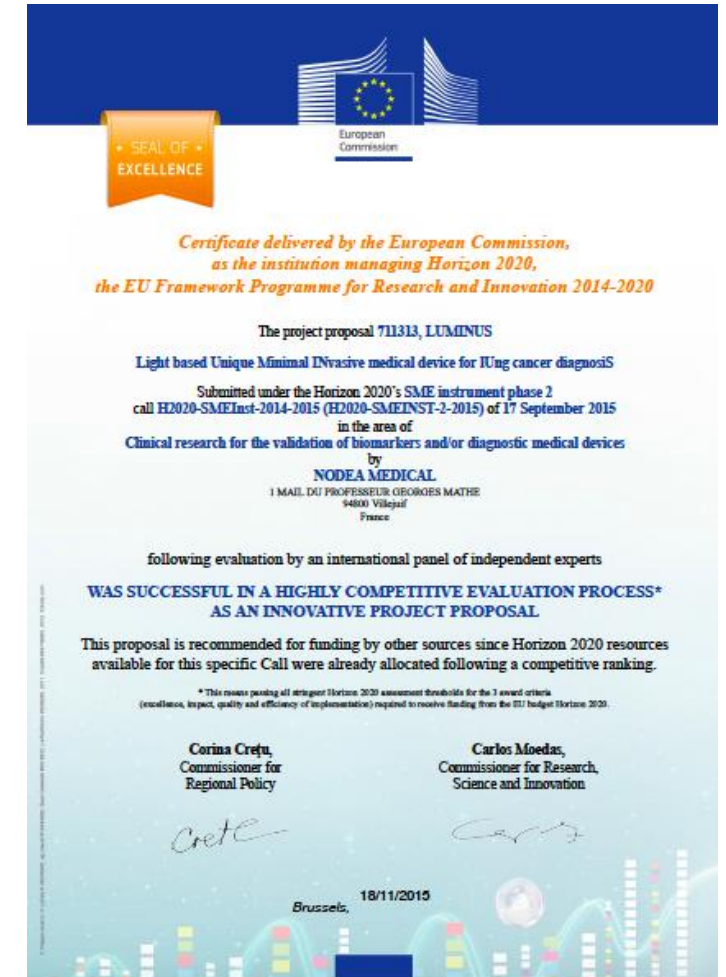 European
Commission
• SEAL OF •
EXCELLENCE
Certificate delivered by the European Commission,
as the institution managing Horizon 2020,
the EU Framework Programme for Research and Innovation 2014-2020
The project proposal 711313, LUMINUS
Light based Unique Minimal INvasive medical device for lUng cancer diagnosiS
Submitted under the Horizon 2020's SME instrument phase 2
call H2020-SMEInst-2014-2015 (H2020-SMEINST-2-2015) of 17 September 2015
in the area of
Clinical research for the validation of biomarkers and/or diagnostic medical devices
by
NODEA MEDICAL
1 MAIL DU PROFESSEUR GEORGES MATHE
94800 Villejuif
France
following evaluation by an international panel of independent experts
WAS SUCCESSFUL IN A HIGHLY COMPETITIVE EVALUATION PROCESS*
AS AN INNOVATIVE PROJECT PROPOSAL
This proposal is recommended for funding by other sources since Horizon 2020 resources
available for this specific Call were already allocated following a competitive ranking.
* This means passing all stringent Horizon 2020 assessment thresholds for the 3 award criteria
(excellence, impact, quality and efficiency of implementation) required to receive funding from the EU budget Horizon 2020.
Corina Crețu,
Commissioner for
Regional Policy
Carlos Moedas,
Commissioner for Research,
Science and Innovation
Brussels, 18/11/2015